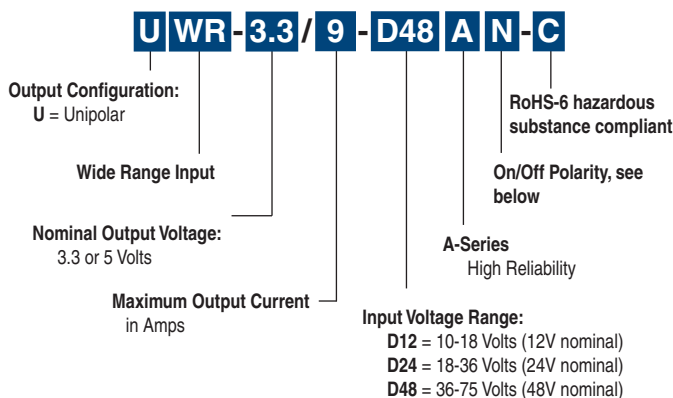 U WR - 3.3 / 9 - D48 A N - C
Output Configuration:
U = Unipolar
RoHS-6 hazardous
substance compliant
Wide Range Input
On/Off Polarity, see
below
Nominal Output Voltage:
3.3 or 5 Volts
A-Series
High Reliability
Maximum Output Current
in Amps
Input Voltage Range:
D12 = 10-18 Volts (12V nominal)
D24 = 18-36 Volts (24V nominal)
D48 = 36-75 Volts (48V nominal)